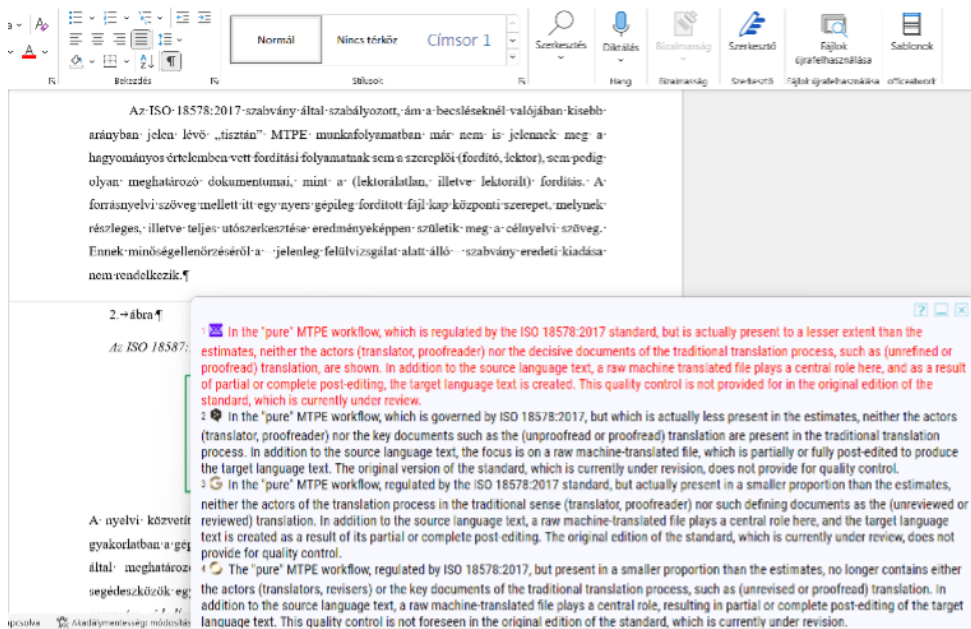 Normál
Nincs térköz
Címsor 1
Szerkesztés
Diktálás
Bizalmasság
Szerkesztő
Fájlok
újrafelhasználása
Sablonok
Bekezdés
Stílusok
Hang
Bizalmasság
Szerkesztő
Fájlok újrafelhasználása
officeatwork
Az ISO 18578:2017 szabvány által szabályozott, ám a becsléseknél valójában kisebb
arányban jelen lévő „tisztán” MTPE munkafolyamatban már nem is jelennek meg a
hagyományos értelemben vett fordítási folyamatnak sem a szereplői (fordító, lektor), sem pedig
olyan meghatározó dokumentumai, mint a (lektorálatlan, illetve lektorált) fordítás. A
forrásnyelvi szöveg mellett itt egy nyers gépileg fordított fájl kap központi szerepet, melynek
részleges, illetve teljes utószerkesztése eredményeképpen születik meg a célnyelvi szöveg.
Ennek minőségellenőrzéséről a – jelenleg felülvizsgálat alatt álló – szabvány eredeti kiadása
nem rendelkezik.¶
2.→ábra¶
Az ISO 18587:
1 In the "pure" MTPE workflow, which is regulated by the ISO 18578:2017 standard, but is actually present to a lesser extent than the
estimates, neither the actors (translator, proofreader) nor the decisive documents of the traditional translation process, such as (unrefined or
proofread) translation, are shown. In addition to the source language text, a raw machine translated file plays a central role here, and as a result
of partial or complete post-editing, the target language text is created. This quality control is not provided for in the original edition of the
standard, which is currently under review.
2 In the "pure" MTPE workflow, which is governed by ISO 18578:2017, but which is actually less present in the estimates, neither the actors
(translator, proofreader) nor the key documents such as the (unproofread or proofread) translation are present in the traditional translation
process. In addition to the source language text, the focus is on a raw machine-translated file, which is partially or fully post-edited to produce
the target language text. The original version of the standard, which is currently under revision, does not provide for quality control.
3 In the "pure" MTPE workflow, regulated by the ISO 18578:2017 standard, but actually present in a smaller proportion than the estimates,
neither the actors of the translation process in the traditional sense (translator, proofreader) nor such defining documents as the (unreviewed or
reviewed) translation. In addition to the source language text, a raw machine-translated file plays a central role here, and the target language
text is created as a result of its partial or complete post-editing. The original edition of the standard, which is currently under review, does not
provide for quality control.
4 The "pure" MTPE workflow, regulated by ISO 18578:2017, but present in a smaller proportion than the estimates, no longer contains either
the actors (translators, revisers) or the key documents of the traditional translation process, such as (unrevised or proofread) translation. In
addition to the source language text, a raw machine-translated file plays a central role, resulting in partial or complete post-editing of the target
language text. This quality control is not foreseen in the original edition of the standard, which is currently under revision.
A nyelvi közvetít
gyakorlatban a gép
által meghatároz
segédeszközök egy
apcsolva
Akadálymentességi módosítás